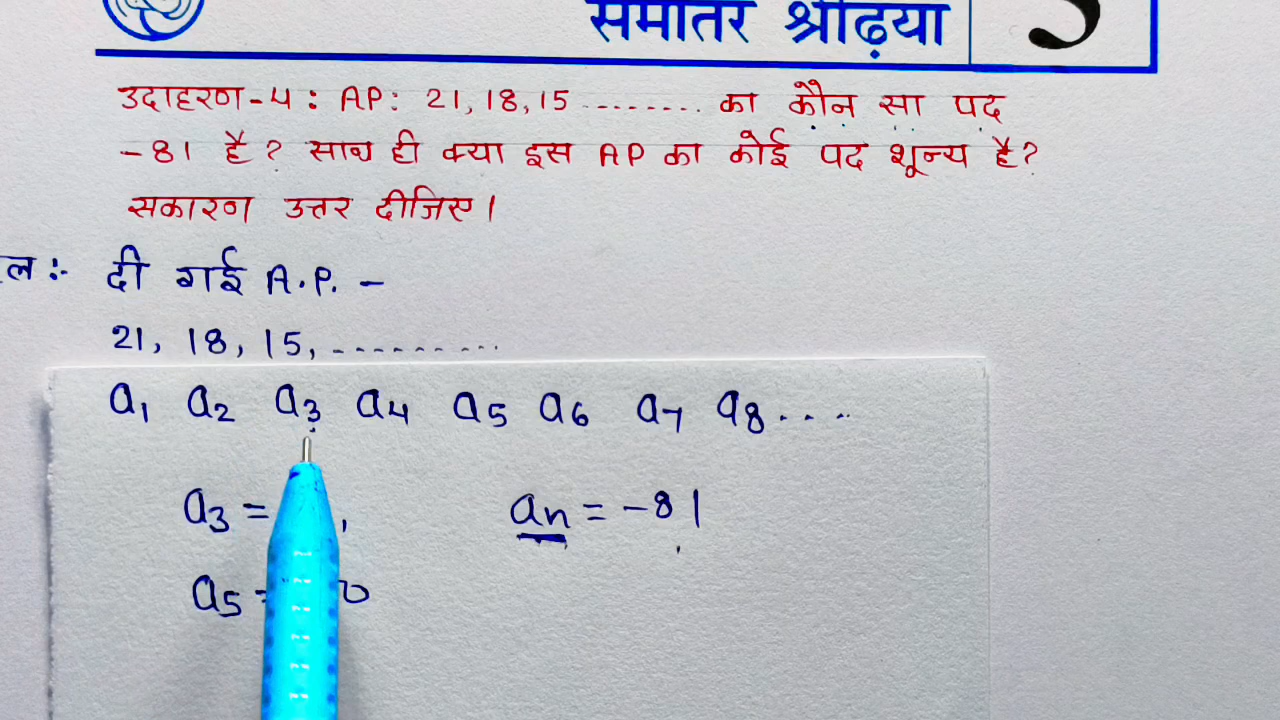 समांतर श्रेढ़ियाँ 5
उदाहरण-4 : AP: 21, 18, 15 ........ का कौन सा पद
-81 है ? साथ ही क्या इस AP का कोई पद शून्य है?
सकारण उत्तर दीजिए।
दी गई A.P. -
21, 18, 15, ----------
a1 a2 a3 a4 a5 a6 a7 a8 ....
a3 = an = -81
a5 =